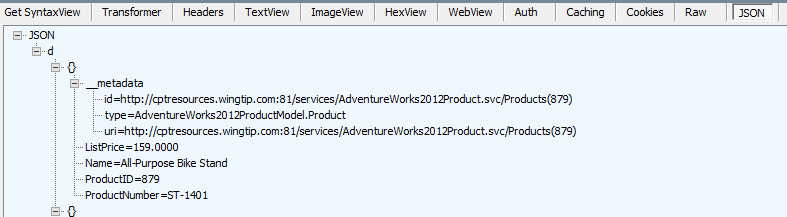 Get SyntaxView Transformer Headers TextView ImageView HexView WebView Auth Caching Cookies Raw JSON
JSON
d
{}
__metadata
id=http://cptresources.wingtip.com:81/services/AdventureWorks2012Product.svc/Products(879)
type=AdventureWorks2012ProductModel.Product
uri=http://cptresources.wingtip.com:81/services/AdventureWorks2012Product.svc/Products(879)
ListPrice=159.0000
Name=All-Purpose Bike Stand
ProductID=879
ProductNumber=ST-1401
{}